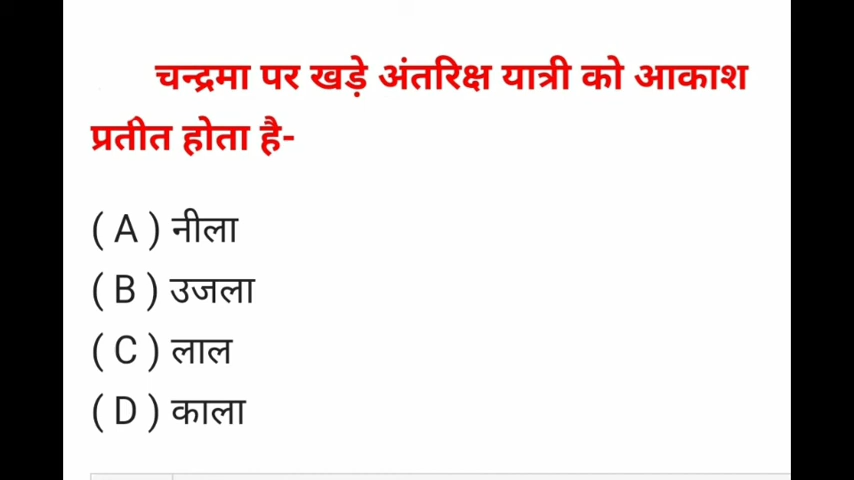 चन्द्रमा पर खड़े अंतरिक्ष यात्री को आकाश
प्रतीत होता है-
( A ) नीला
( B ) उजला
( C ) लाल
( D ) काला